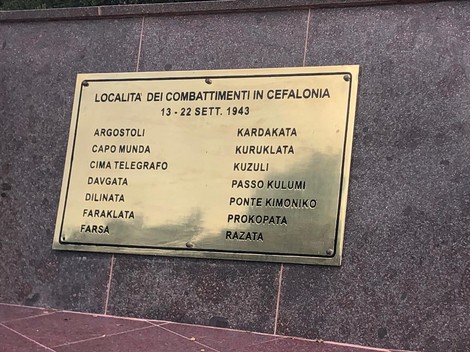 LOCALITA' DEI COMBATTIMENTI IN CEFALONIA
13 - 22 SETT. 1943
ARGOSTOLI
CAPO MUNDA
CIMA TELEGRAFO
DAVGATA
DILINATA
FARAKLATA
FARSA
KARDAKATA
KURUKLATA
KUZULI
PASSO KULUMI
PONTE KIMONIKO
PROKOPATA
RAZATA